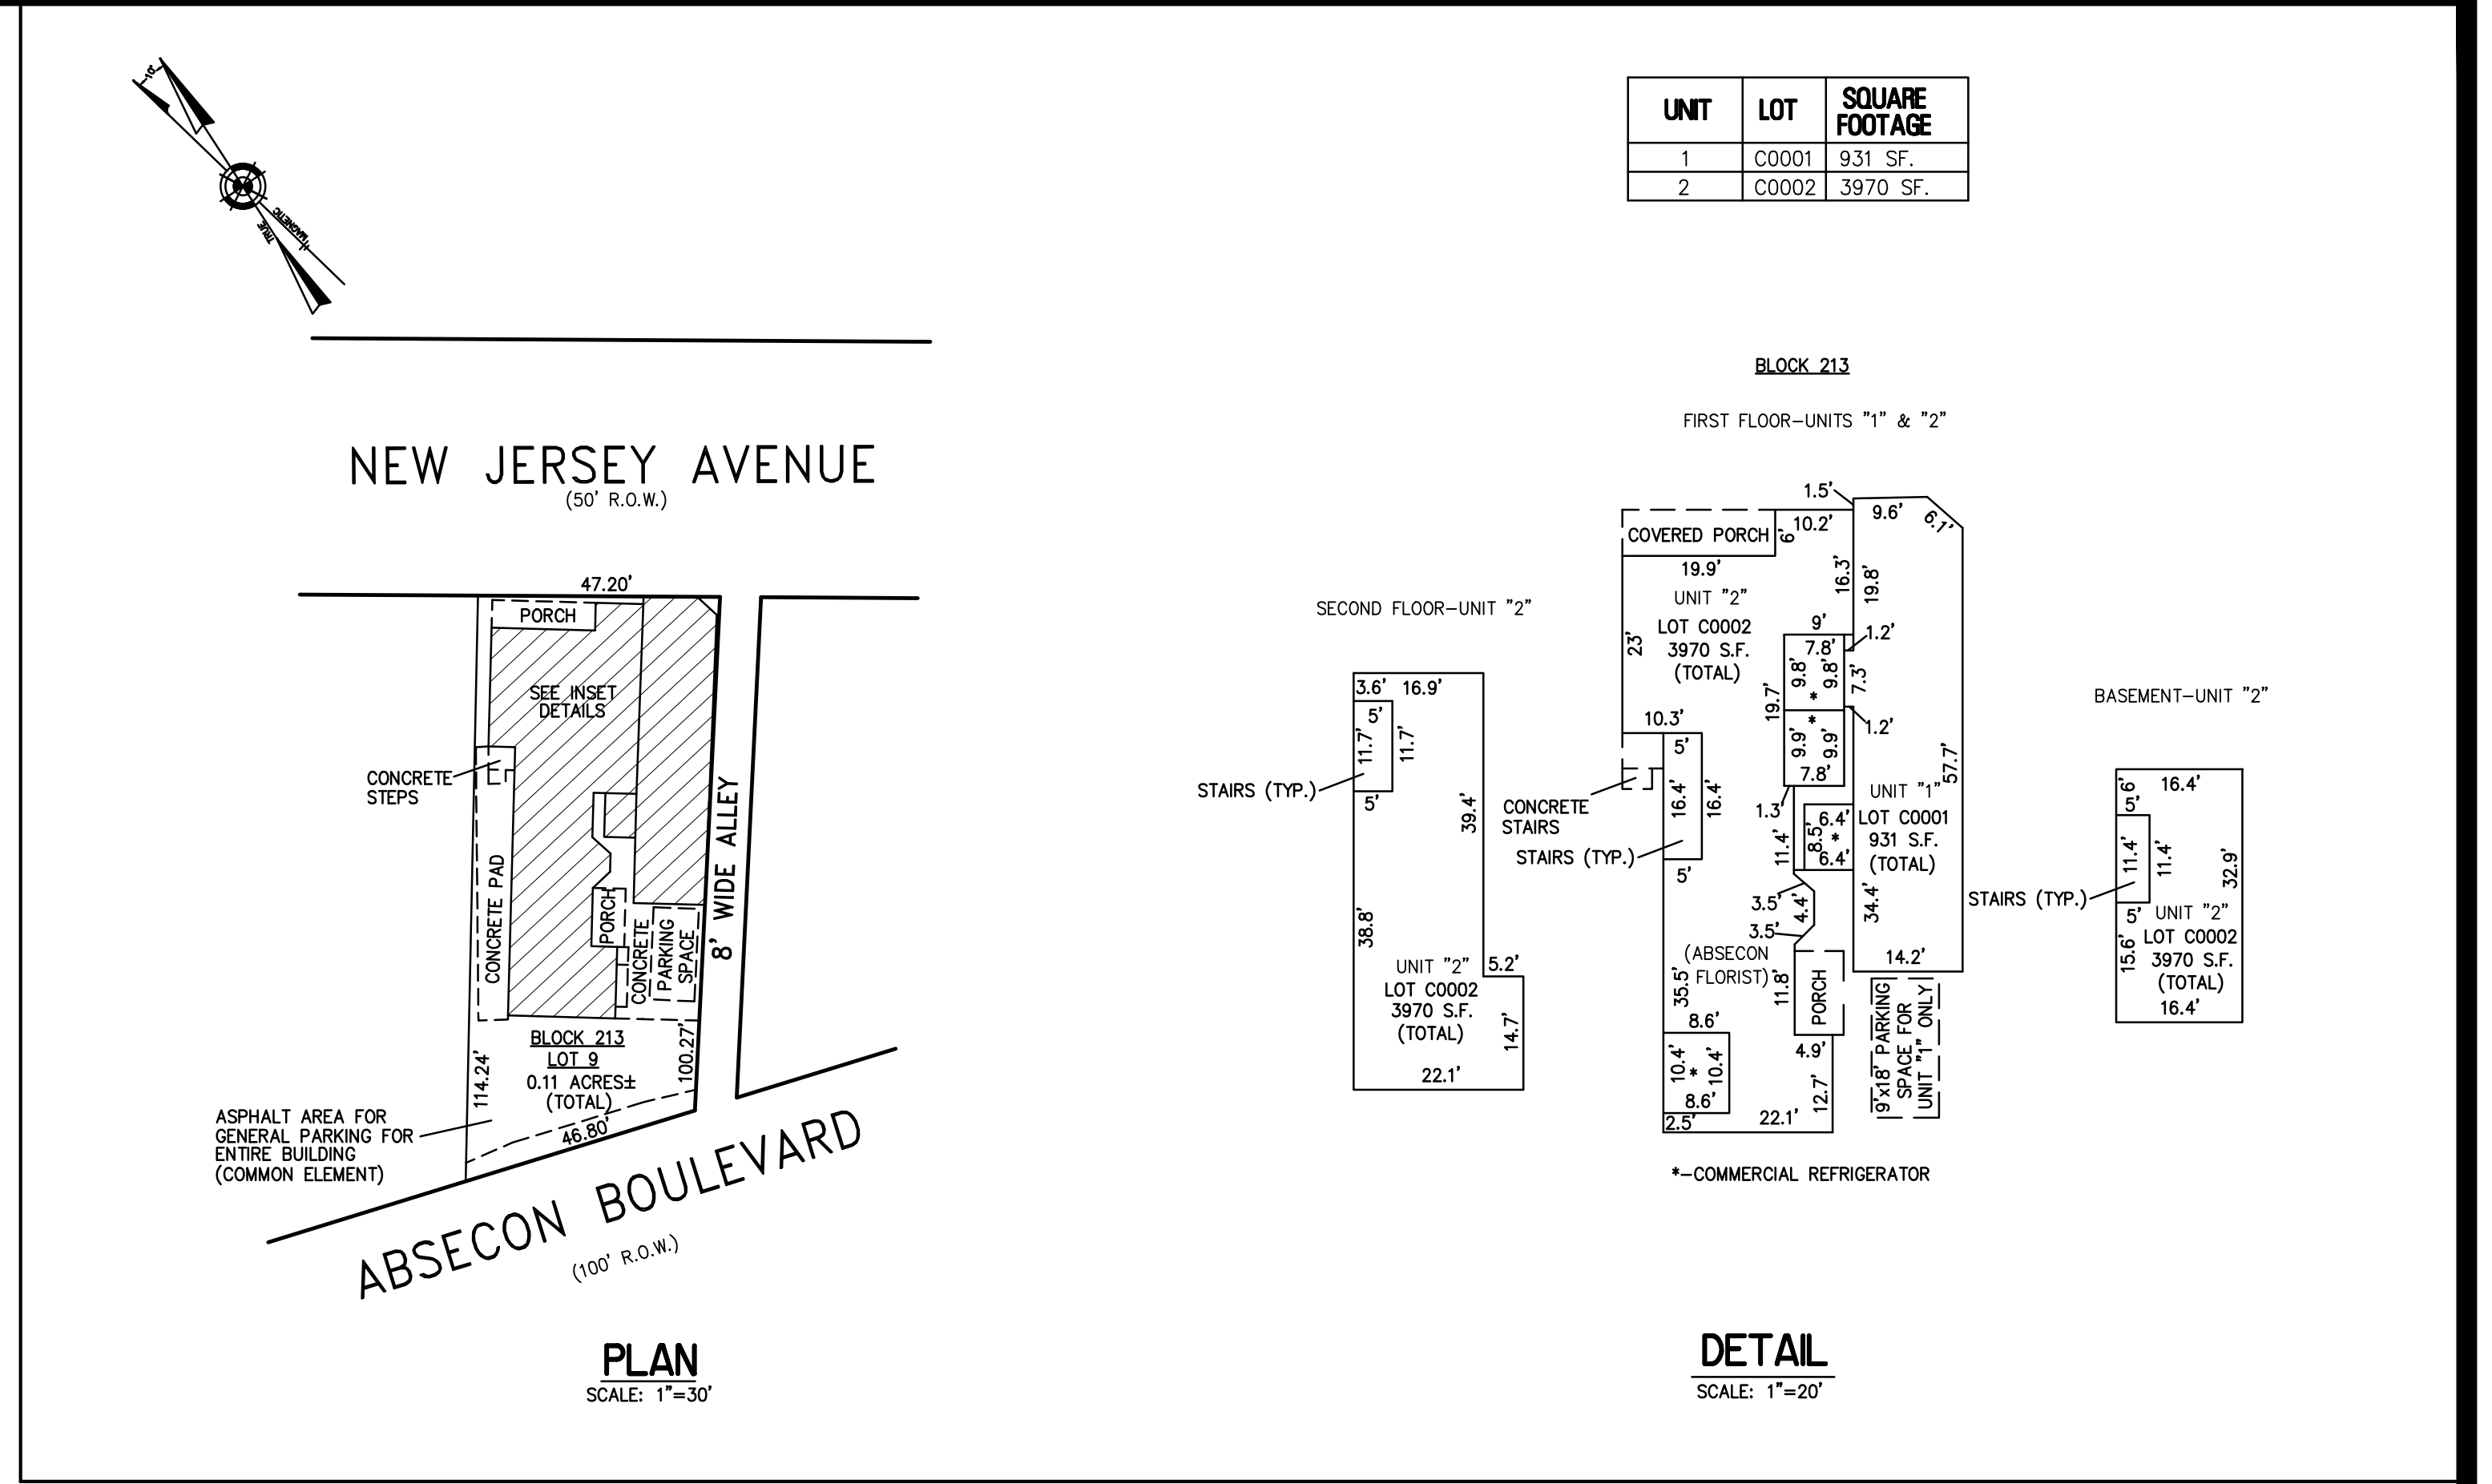 10°
TRUE
MAGNETIC
UNIT LOT SQUARE
FOOTAGE
1 C0001 931 SF.
2 C0002 3970 SF.
NEW JERSEY AVENUE
(50' R.O.W.)
47.20'
PORCH
SEE INSET
DETAILS
CONCRETE
STEPS
CONCRETE PAD
PORCH
CONCRETE
PARKING
SPACE
8' WIDE ALLEY
BLOCK 213
LOT 9
0.11 ACRES±
(TOTAL)
114.24'
100.27'
46.80'
ASPHALT AREA FOR
GENERAL PARKING FOR
ENTIRE BUILDING
(COMMON ELEMENT)
ABSECON BOULEVARD
(100' R.O.W.)
PLAN
SCALE: 1"=30'
BLOCK 213
FIRST FLOOR-UNITS "1" & "2"
SECOND FLOOR-UNIT "2"
3.6' 16.9'
5'
11.7'
11.7'
STAIRS (TYP.)
5'
39.4'
38.8'
UNIT "2"
LOT C0002
3970 S.F.
(TOTAL)
5.2'
14.7'
22.1'
1.5'
9.6'
6.1'
10.2'
COVERED PORCH
6'
19.9'
16.3'
19.8'
UNIT "2"
LOT C0002
3970 S.F.
(TOTAL)
23'
9'
1.2'
7.8'
9.8'
9.8'
*
7.3'
19.7'
10.3'
*
1.2'
9.9'
9.9'
7.8'
5'
57.7'
CONCRETE
STAIRS
16.4'
16.4'
1.3'
UNIT "1"
LOT C0001
931 S.F.
(TOTAL)
6.4'
8.5'
*
6.4'
11.4'
STAIRS (TYP.)
5'
3.5'
4.4'
3.5'
34.4'
(ABSECON
FLORIST)
14.2'
35.5'
11.8'
PORCH
9'x18' PARKING
SPACE FOR
UNIT "1" ONLY
8.6'
10.4'
*
10.4'
8.6'
4.9'
12.7'
2.5'
22.1'
*-COMMERCIAL REFRIGERATOR
BASEMENT-UNIT "2"
6'
16.4'
5'
11.4'
11.4'
32.9'
STAIRS (TYP.)
5'
UNIT "2"
LOT C0002
3970 S.F.
(TOTAL)
15.6'
16.4'
DETAIL
SCALE: 1"=20'